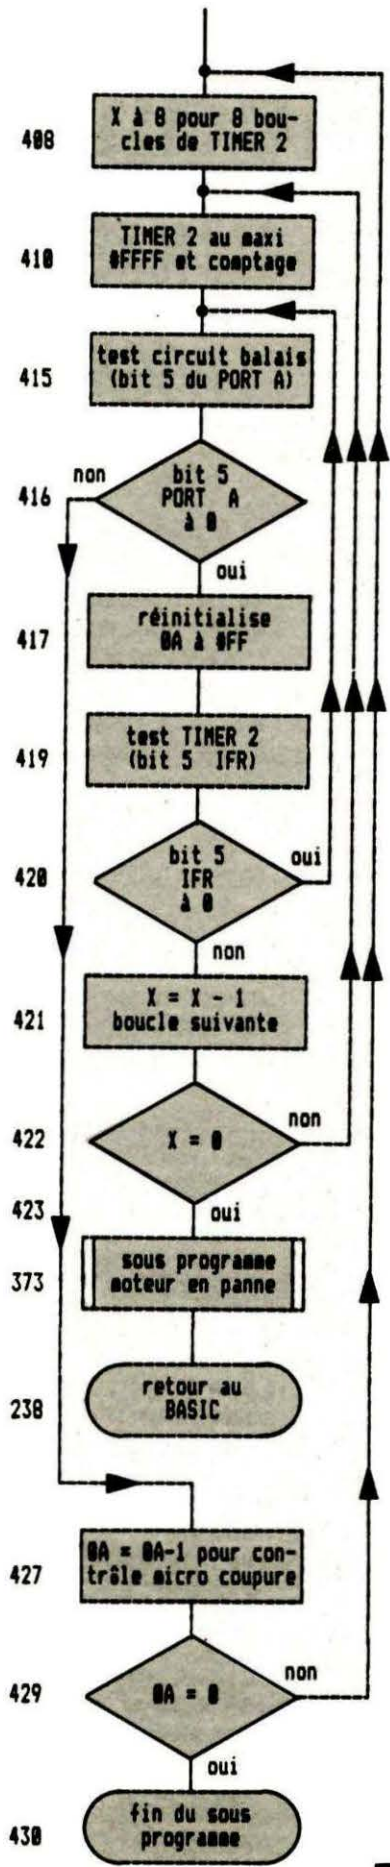 408
X à 8 pour 8 bou-
cles de TIMER 2
410
TIMER 2 au maxi
#FFFF et comptage
415
test circuit balais
(bit 5 du PORT A)
416
non
bit 5
PORT A
à 0
oui
417
réinitialise
0A à #FF
419
test TIMER 2
(bit 5 IFR)
420
bit 5
IFR
à 0
oui
non
421
X = X - 1
boucle suivante
422
X = 0
non
423
oui
373
sous programme
moteur en panne
238
retour au
BASIC
427
0A = 0A-1 pour con-
trôle micro coupure
429
0A = 0
non
oui
430
fin du sous
programme